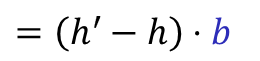 = (h′ − h) · b